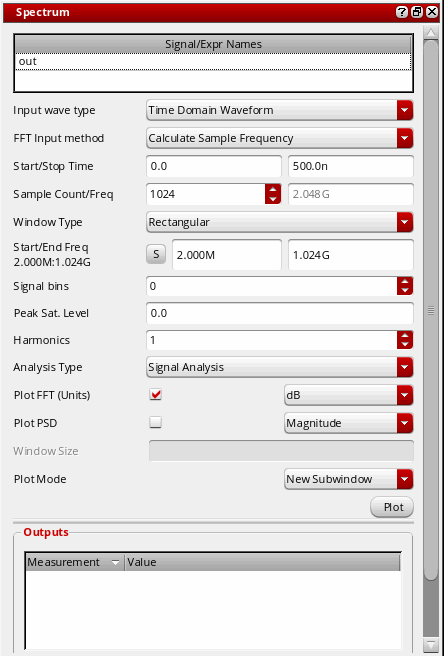 Spectrum
Signal/Expr Names
out
Input wave type Time Domain Waveform
FFT Input method Calculate Sample Frequency
Start/Stop Time 0.0 500.0n
Sample Count/Freq 1024 2.048G
Window Type Rectangular
Start/End Freq
2.000M:1.024G S 2.000M 1.024G
Signal bins 0
Peak Sat. Level 0.0
Harmonics 1
Analysis Type Signal Analysis
Plot FFT (Units) dB
Plot PSD Magnitude
Window Size
Plot Mode New Subwindow
Plot
Outputs
Measurement Value